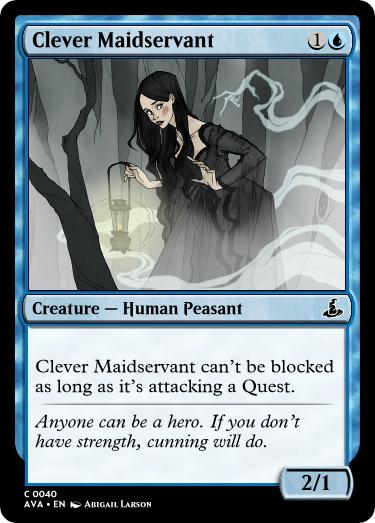 Clever Maidservant 1
Creature — Human Peasant
Clever Maidservant can't be blocked
as long as it's attacking a Quest.
Anyone can be a hero. If you don't
have strength, cunning will do.
2/1
C 0040
AVA • EN Abigail Larson